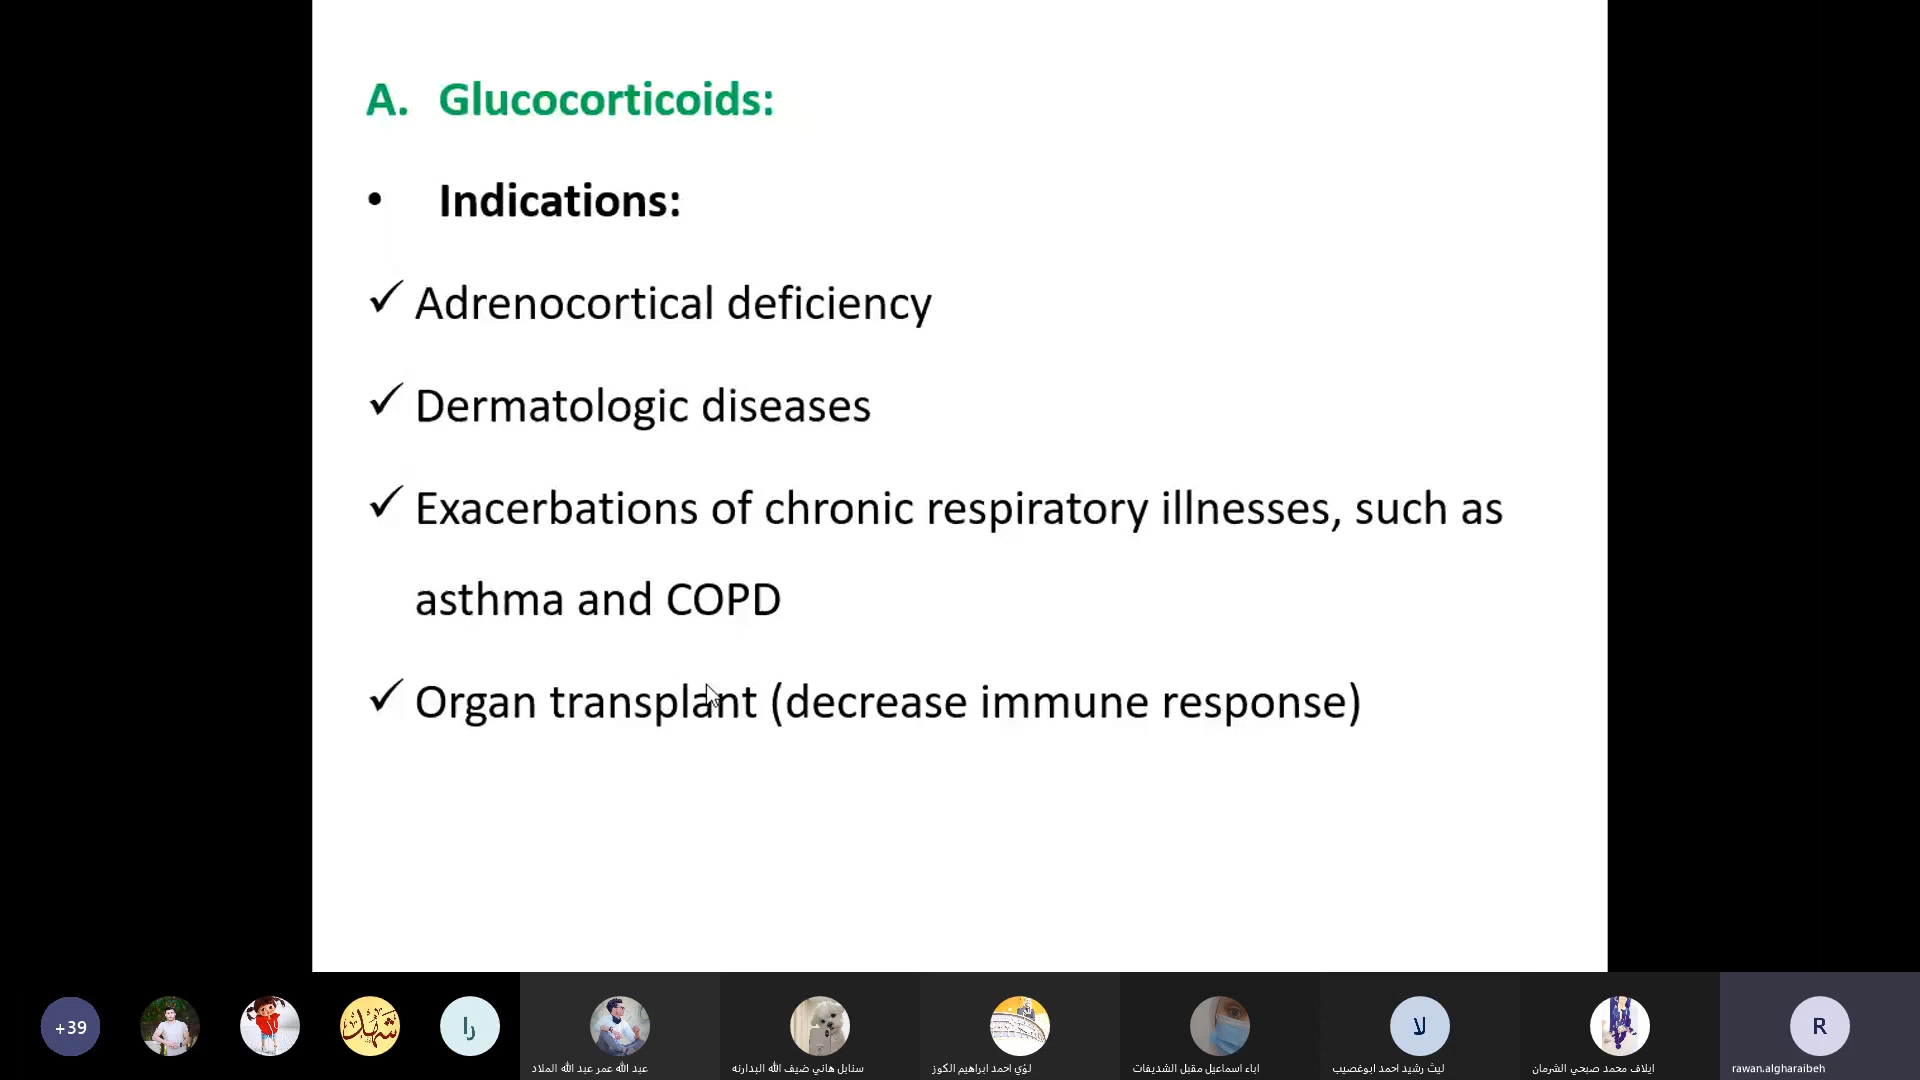 A. Glucocorticoids:
• Indications:
✓ Adrenocortical deficiency
✓ Dermatologic diseases
✓ Exacerbations of chronic respiratory illnesses, such as
asthma and COPD
✓ Organ transplant (decrease immune response)
+39
شهد
را
لا
R
عبد الله عمر عبد الله الملاد
سنابل هاني ضيف الله البدارنه
لؤي احمد ابراهيم الكوز
اباء اسماعيل مقبل الشديفات
ليث رشيد احمد ابوغصيب
ايلاف محمد صبحي الشرمان
rawan.algharaibeh